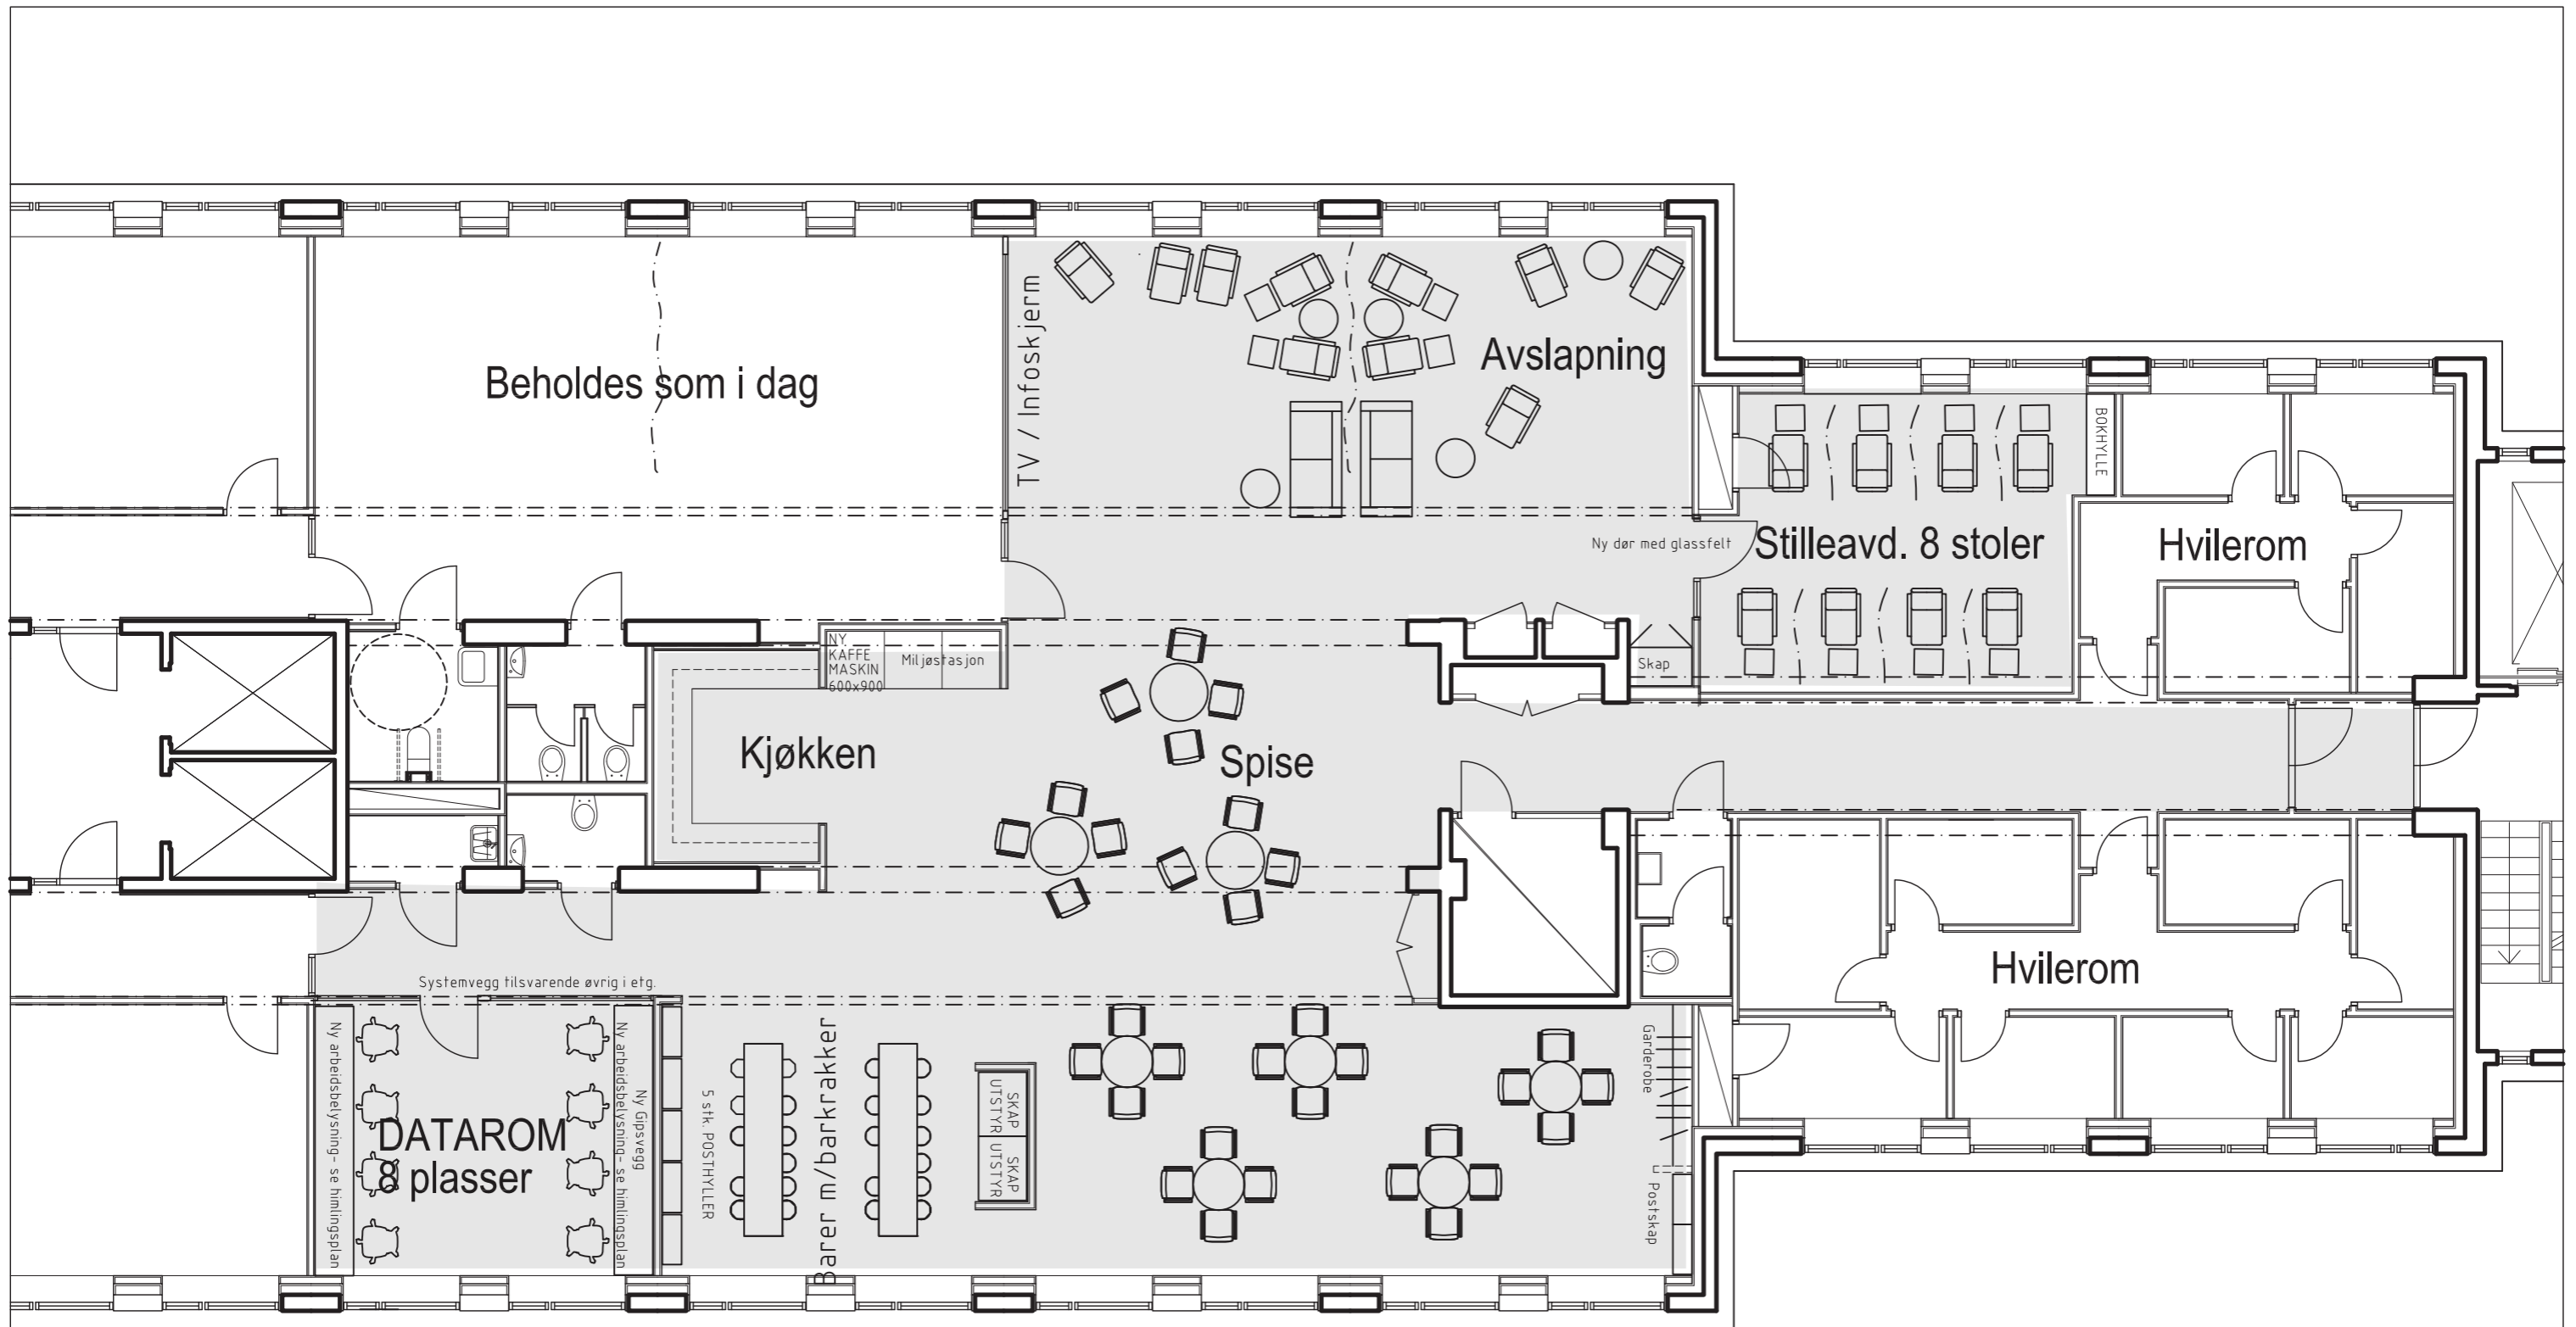 TV / Infoskjerm
Avslapning
Beholdes som i dag
BOKHYLLE
Ny dør med glassfelt
Stilleavd. 8 stoler
Hvilerom
NY
KAFFE
MASKIN
600x900
Miljøstasjon
Skap
Kjøkken
Spise
Systemvegg tilsvarende øvrig i etg.
Hvilerom
Ny arbeidsbelysning- se himlingsplan
DATAROM
8 plasser
Ny arbeidsbelysning- se himlingsplan
Ny Gipsvegg
5 stk. POSTHYLLER
Barer m/barkrakker
SKAP
UTSTYR
SKAP
UTSTYR
Garderobe
Postskap